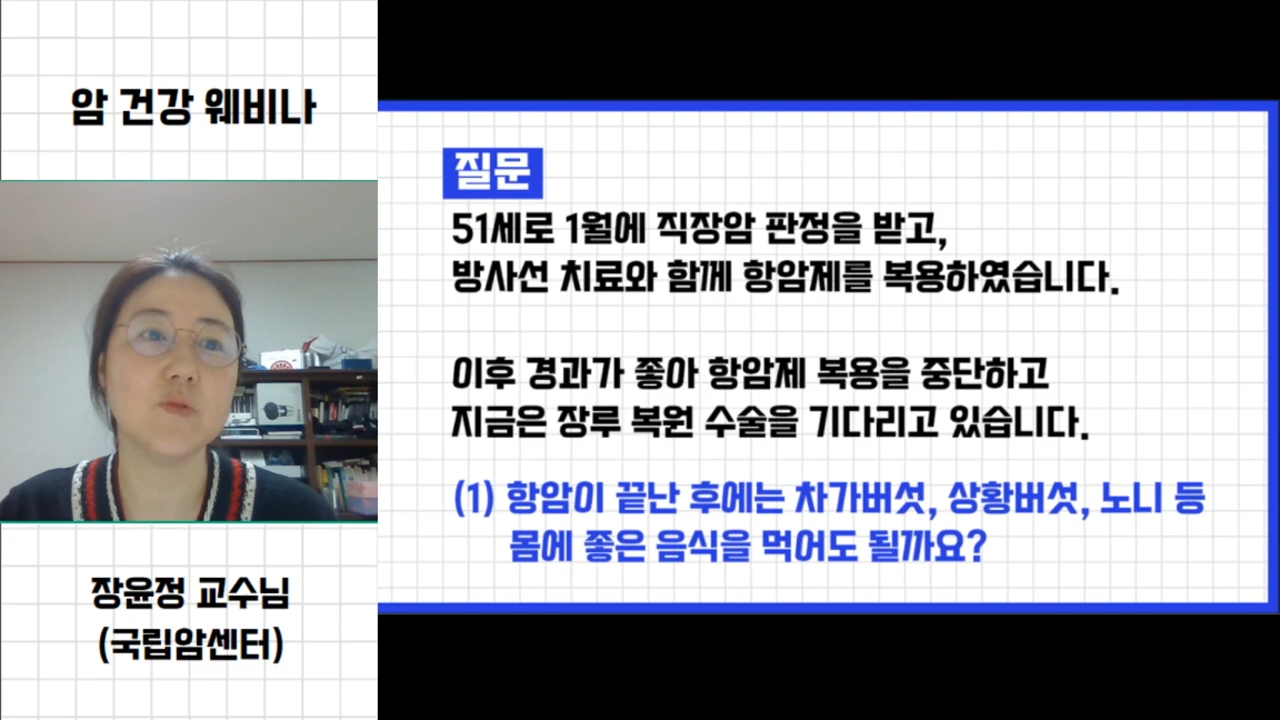 암 건강 웨비나
장윤정 교수님
(국립암센터)
질문
51세로 1월에 직장암 판정을 받고,
방사선 치료와 함께 항암제를 복용하였습니다.
이후 경과가 좋아 항암제 복용을 중단하고
지금은 장루 복원 수술을 기다리고 있습니다.
(1) 항암이 끝난 후에는 차가버섯, 상황버섯, 노니 등
몸에 좋은 음식을 먹어도 될까요?